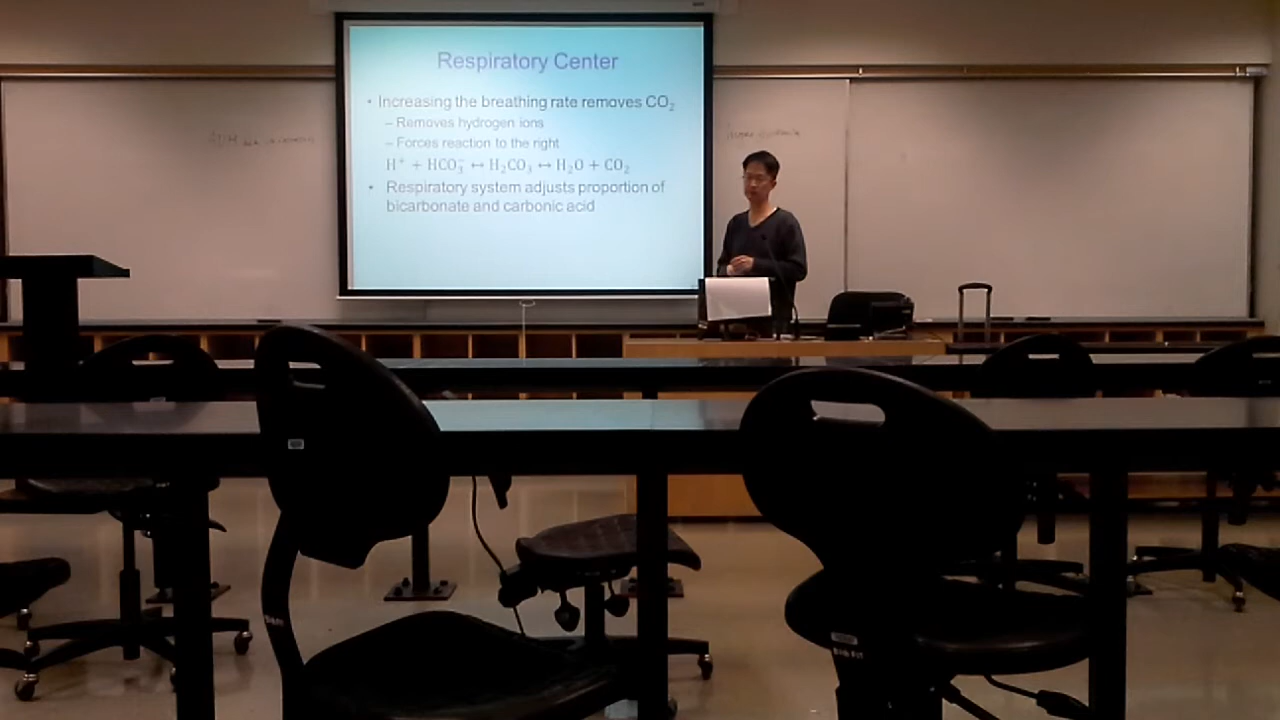 Respiratory Center
• Increasing the breathing rate removes CO₂
– Removes hydrogen ions
– Forces reaction to the right
H⁺ + HCO₃⁻ ↔ H₂CO₃ ↔ H₂O + CO₂
• Respiratory system adjusts proportion of
bicarbonate and carbonic acid